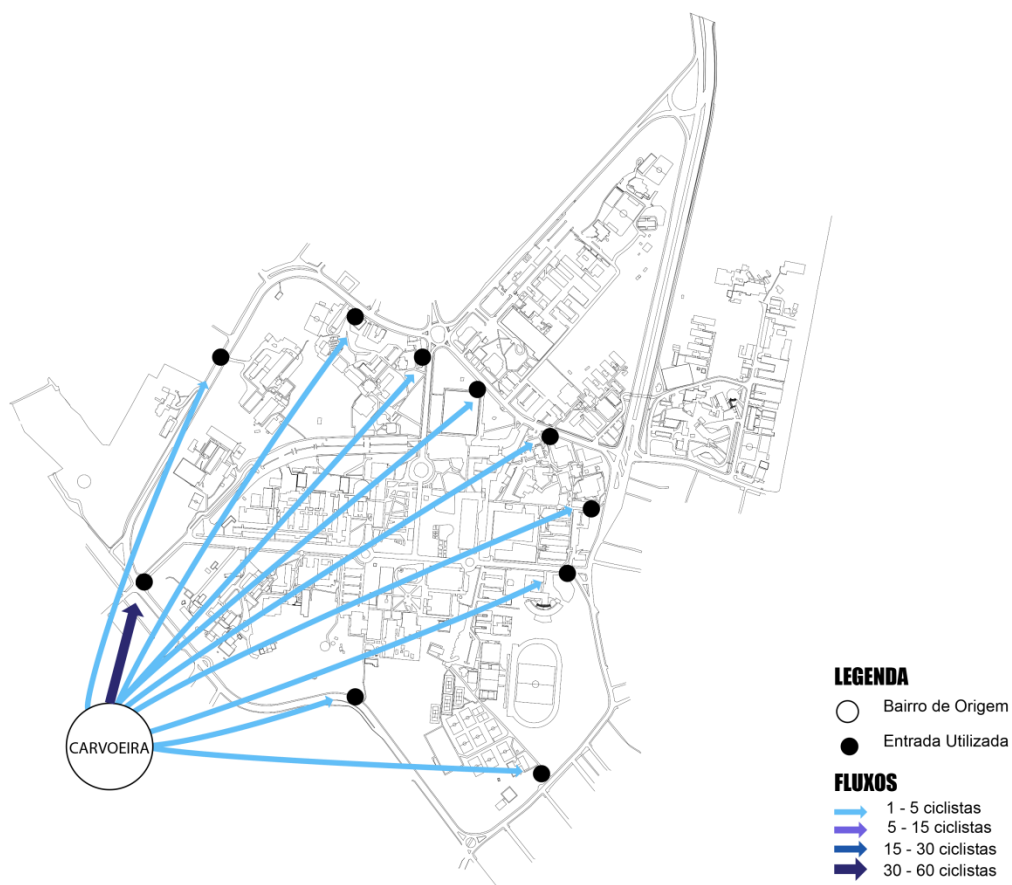 CARVOEIRA
LEGENDA
Bairro de Origem
Entrada Utilizada
FLUXOS
1 - 5 ciclistas
5 - 15 ciclistas
15 - 30 ciclistas
30 - 60 ciclistas